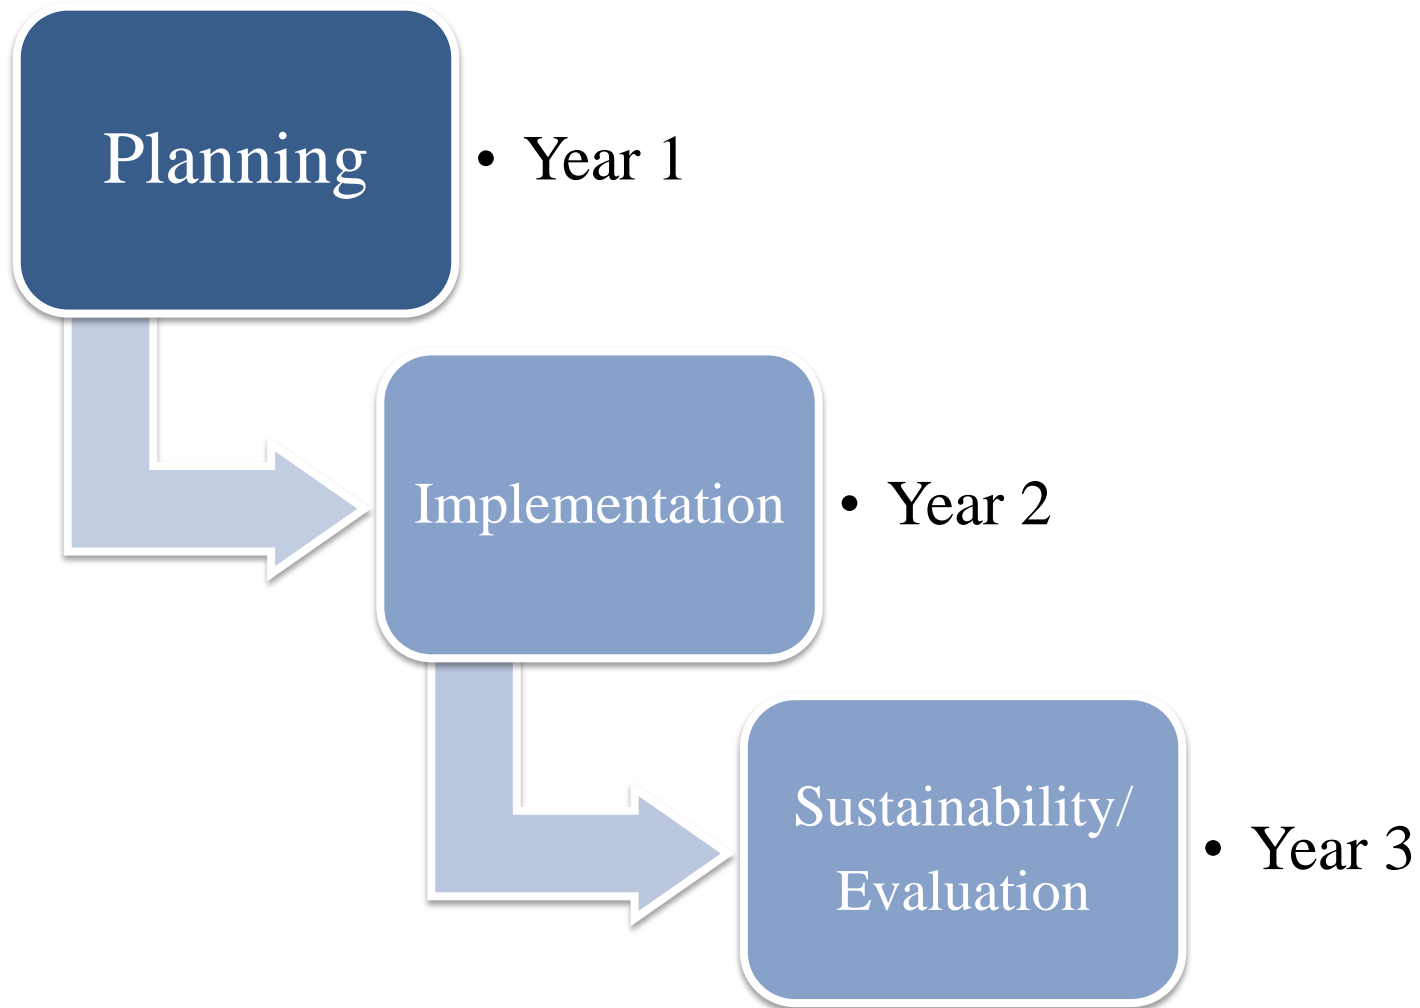 Planning
• Year 1
Implementation
• Year 2
Sustainability/
Evaluation
• Year 3